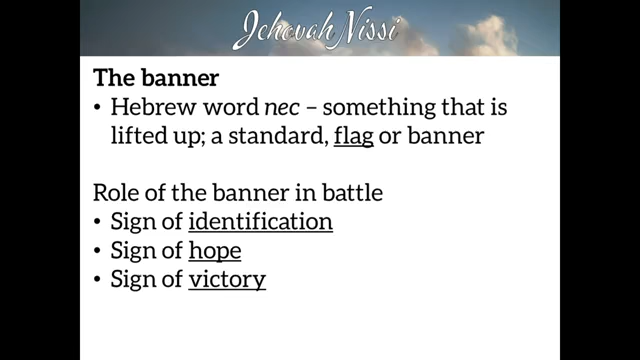 Jehovah Nissi
The banner
• Hebrew word nec – something that is
lifted up; a standard, flag or banner
Role of the banner in battle
• Sign of identification
• Sign of hope
• Sign of victory